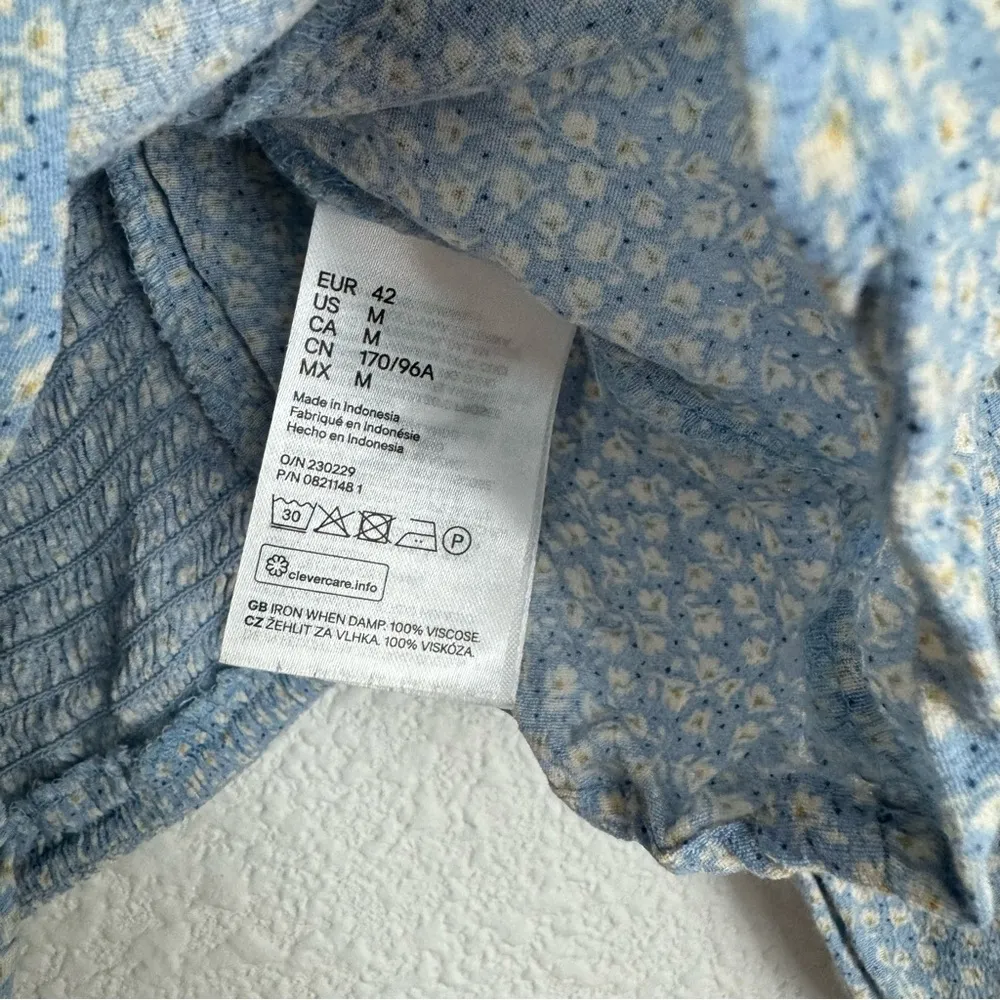 EUR 42
US M
CA M
CN 170/96A
MX M
Made in Indonesia
Fabriqué en Indonésie
Hecho en Indonesia
O/N 230229
P/N 0821148 1
30 P
clevercare.info
GB IRON WHEN DAMP. 100% VISCOSE.
CZ ŽEHLIT ZA VLHKA. 100% VISKÓZA.